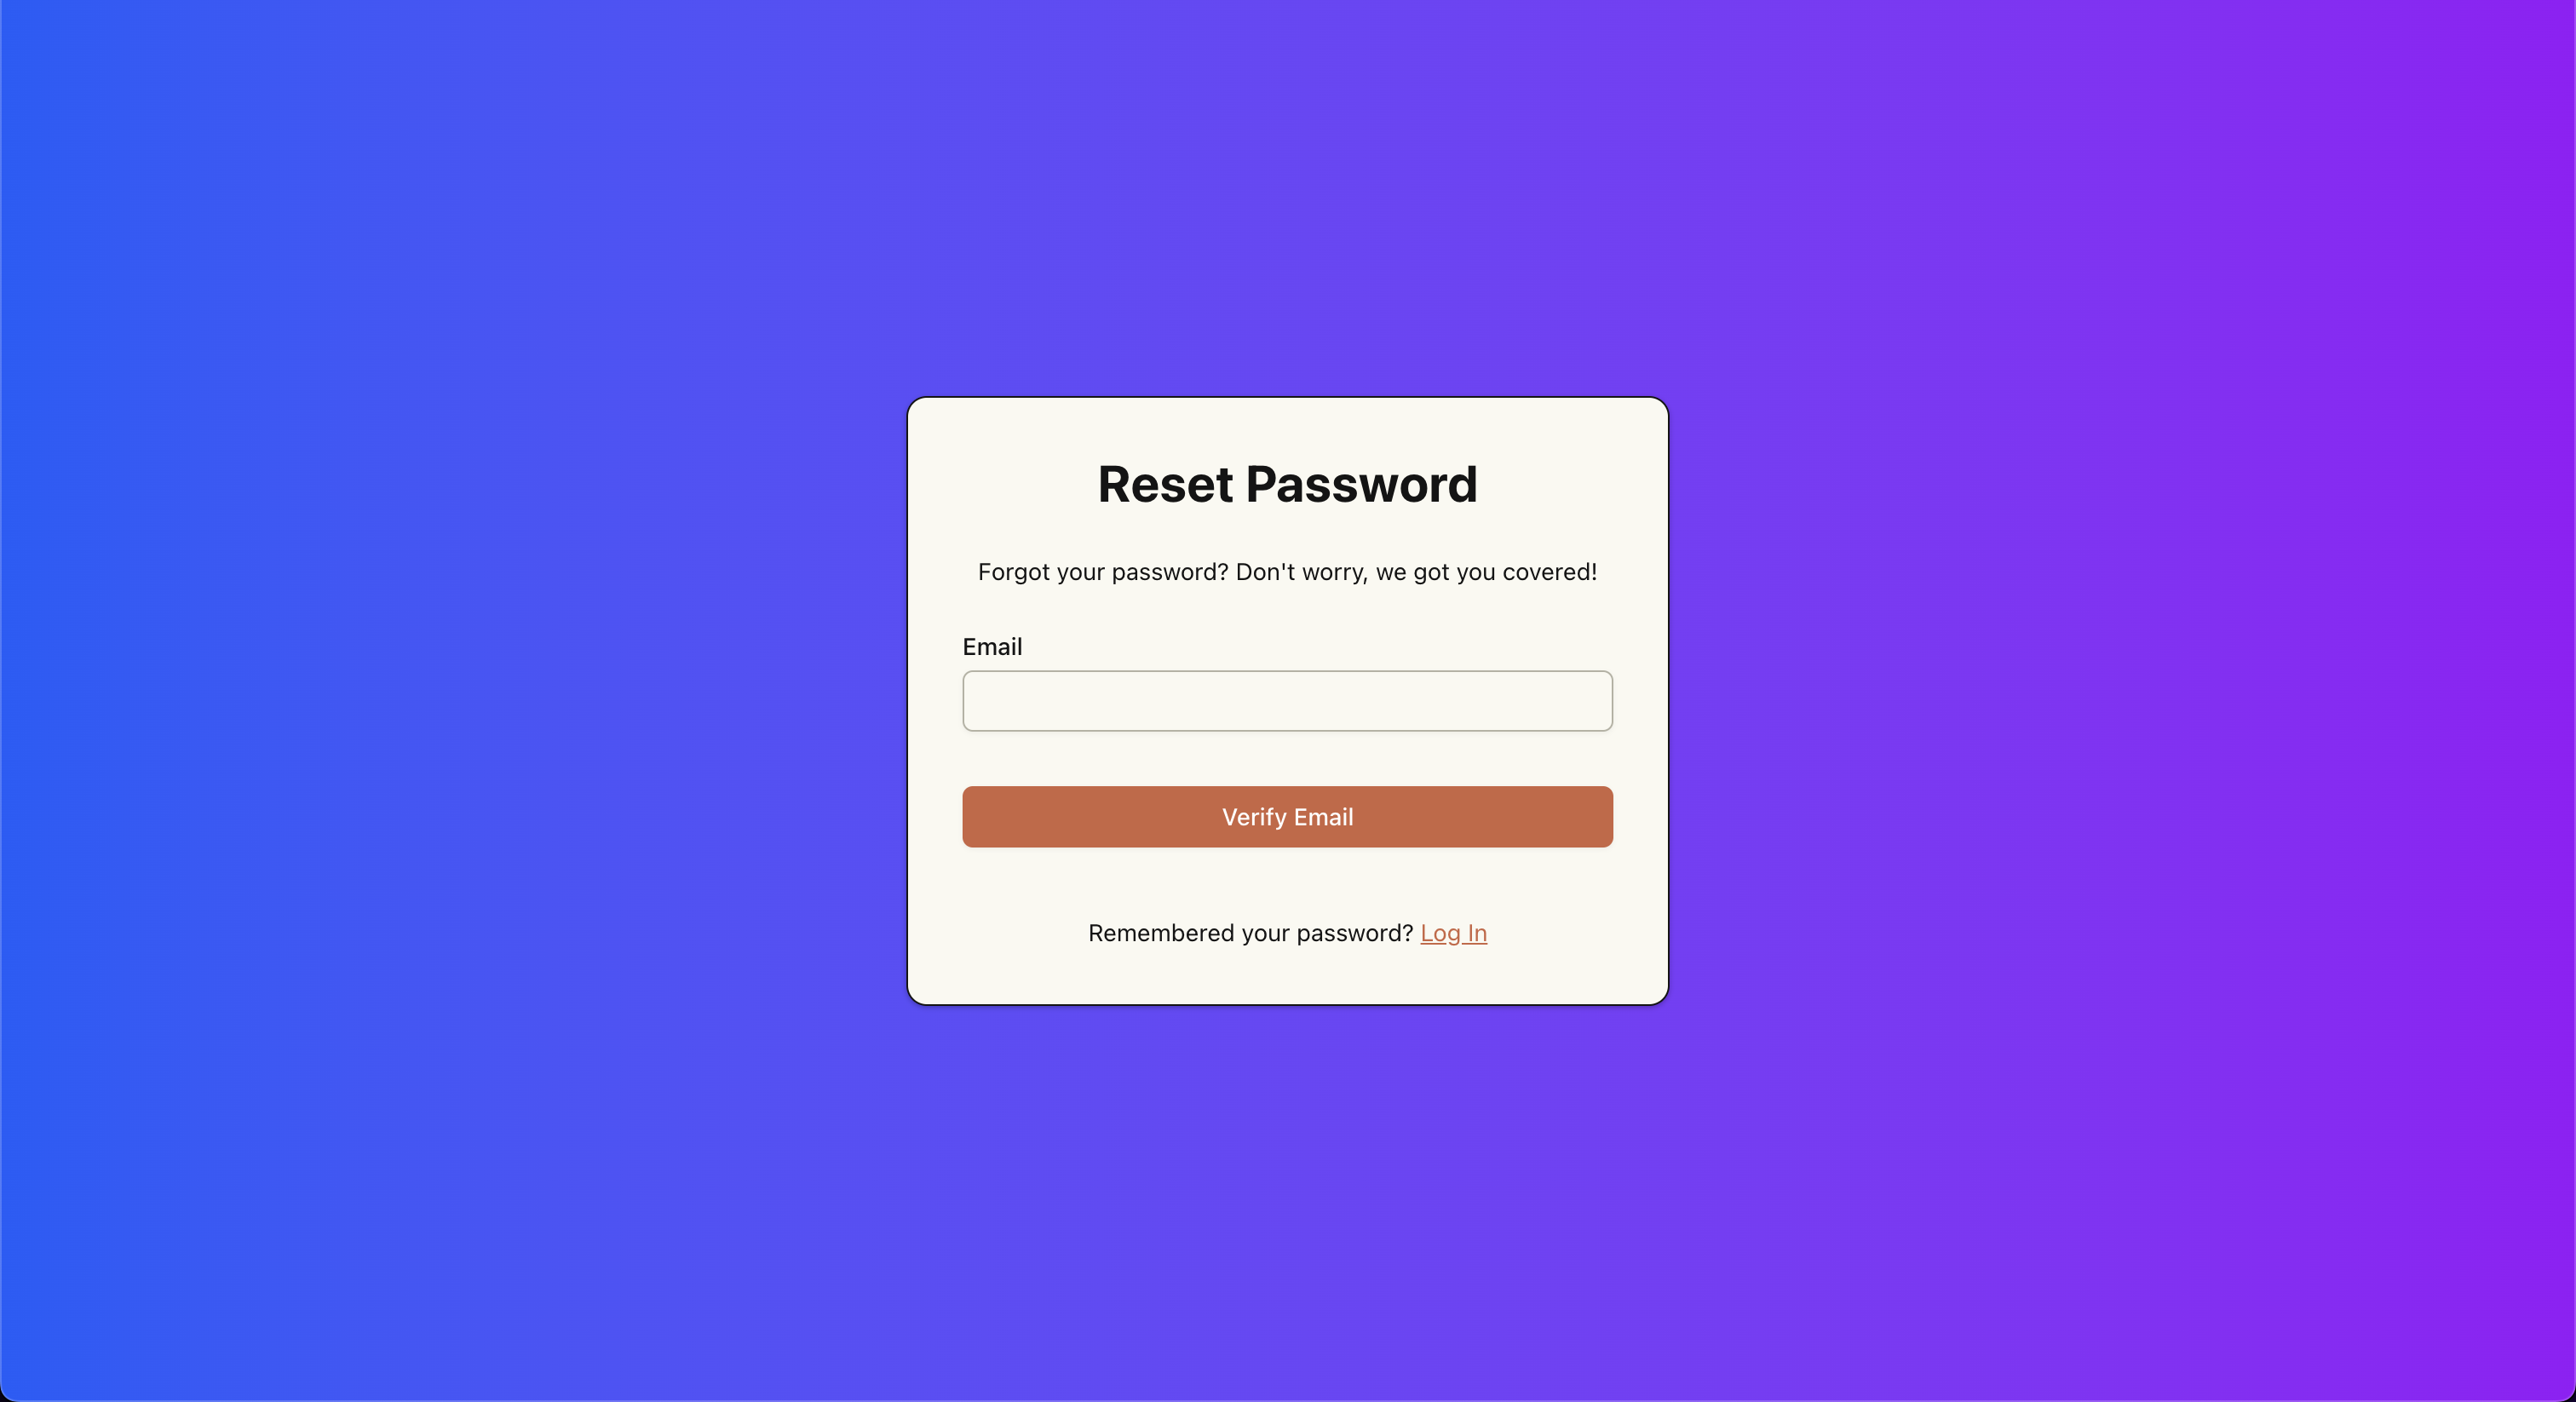 Reset Password
Forgot your password? Don't worry, we got you covered!
Email
Verify Email
Remembered your password? Log In